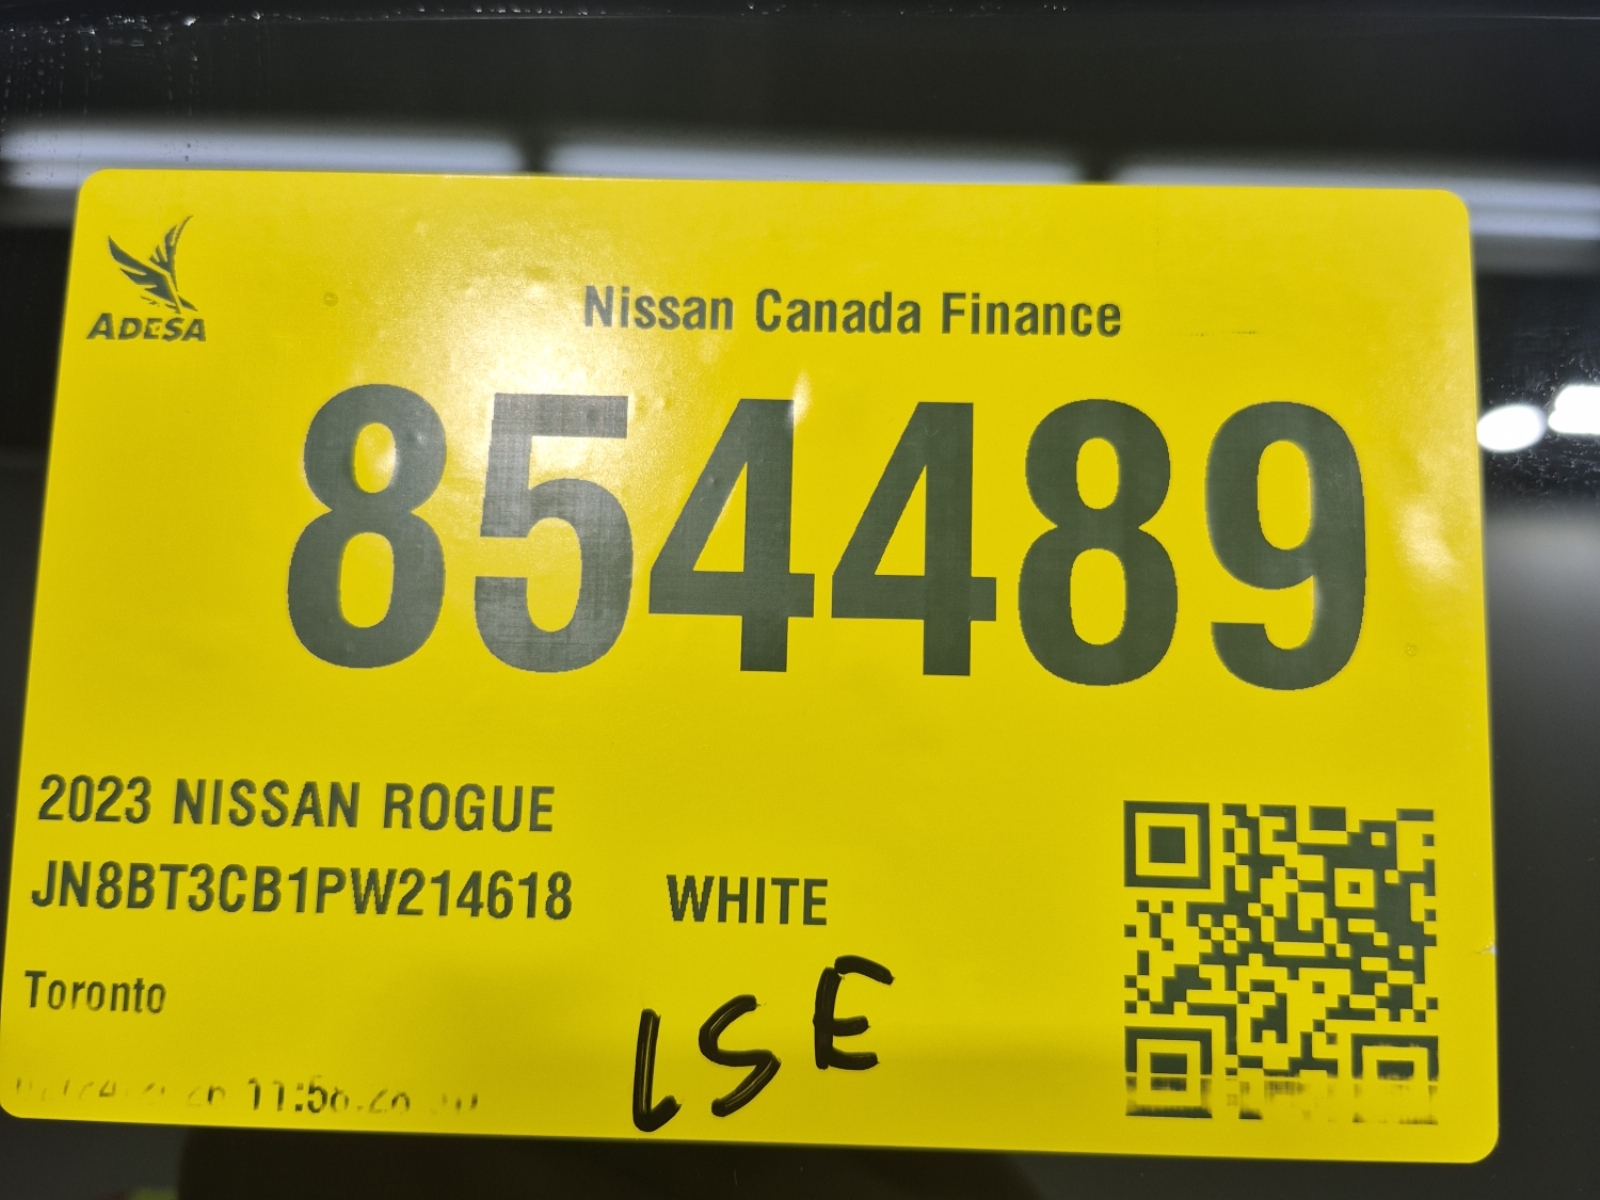 ADESA
Nissan Canada Finance
854489
2023 NISSAN ROGUE
JN8BT3CB1PW214618 WHITE
Toronto
LSE